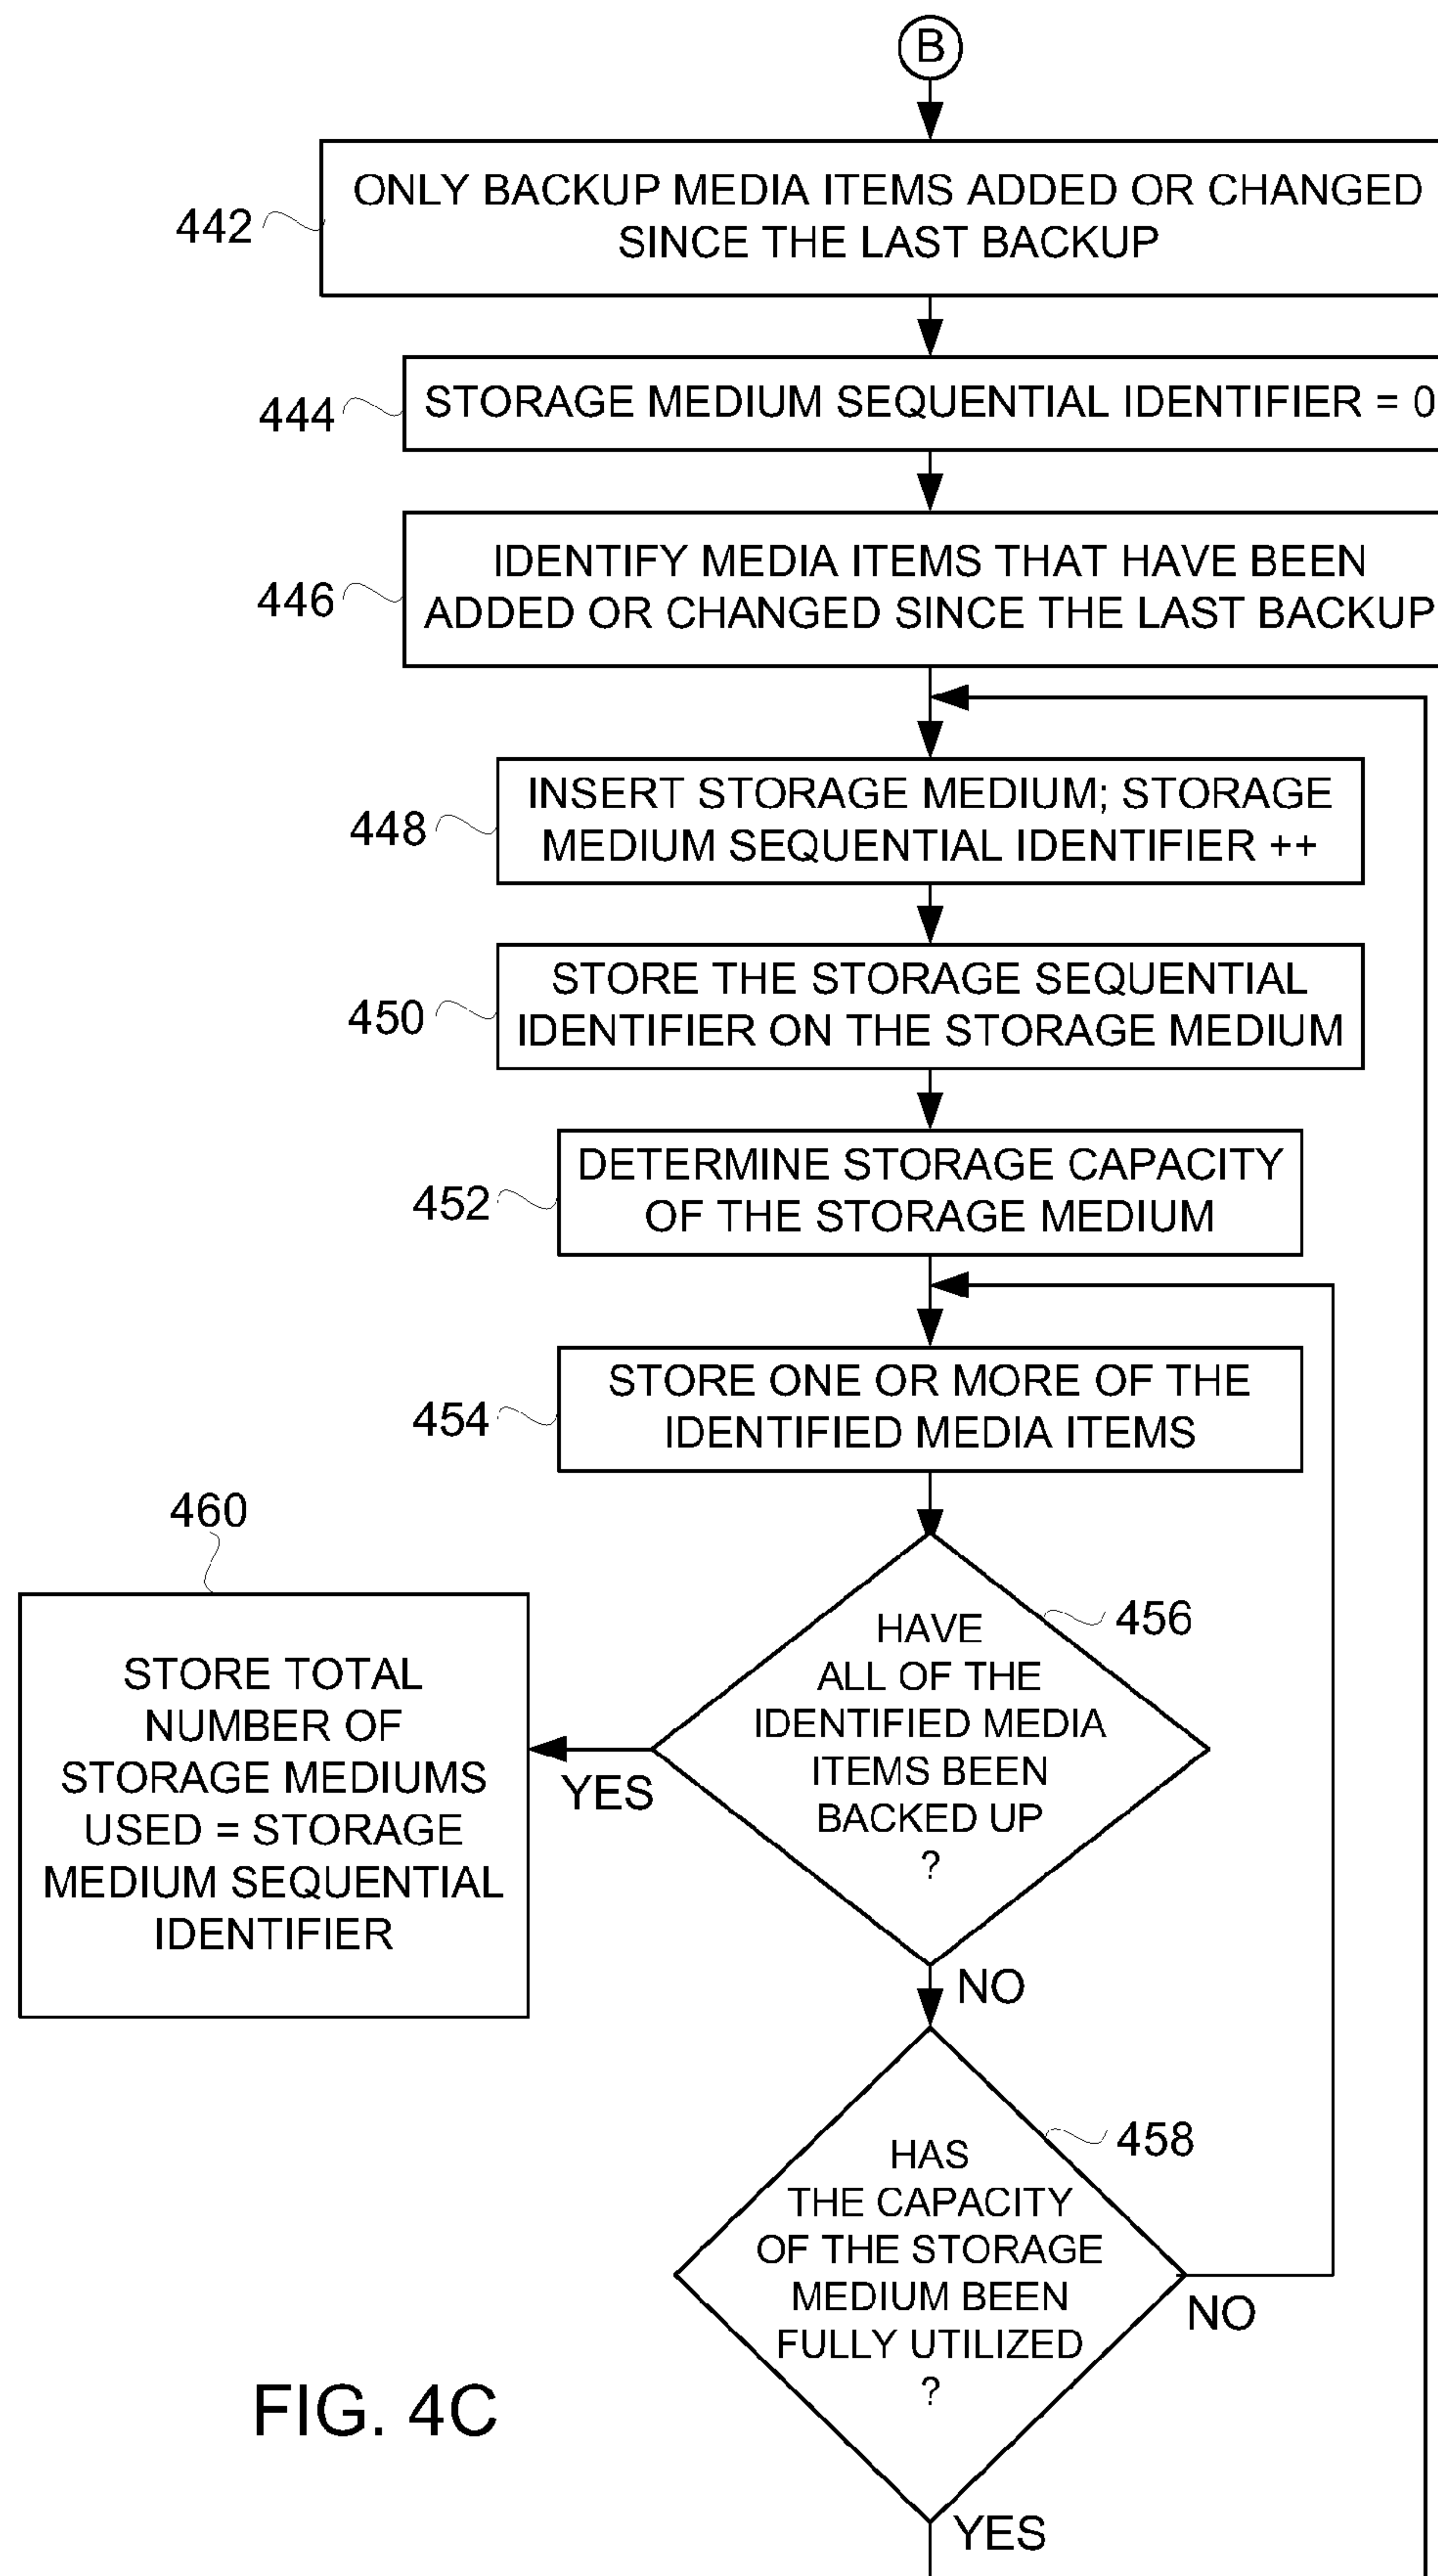 B
ONLY BACKUP MEDIA ITEMS ADDED OR CHANGED
SINCE THE LAST BACKUP
442
STORAGE MEDIUM SEQUENTIAL IDENTIFIER = 0
444
IDENTIFY MEDIA ITEMS THAT HAVE BEEN
ADDED OR CHANGED SINCE THE LAST BACKUP
446
INSERT STORAGE MEDIUM; STORAGE
MEDIUM SEQUENTIAL IDENTIFIER ++
448
STORE THE STORAGE SEQUENTIAL
IDENTIFIER ON THE STORAGE MEDIUM
450
DETERMINE STORAGE CAPACITY
OF THE STORAGE MEDIUM
452
STORE ONE OR MORE OF THE
IDENTIFIED MEDIA ITEMS
454
460
STORE TOTAL
NUMBER OF
STORAGE MEDIUMS
USED = STORAGE
MEDIUM SEQUENTIAL
IDENTIFIER
YES
456
HAVE
ALL OF THE
IDENTIFIED MEDIA
ITEMS BEEN
BACKED UP
?
NO
458
HAS
THE CAPACITY
OF THE STORAGE
MEDIUM BEEN
FULLY UTILIZED
?
NO
YES
FIG. 4C